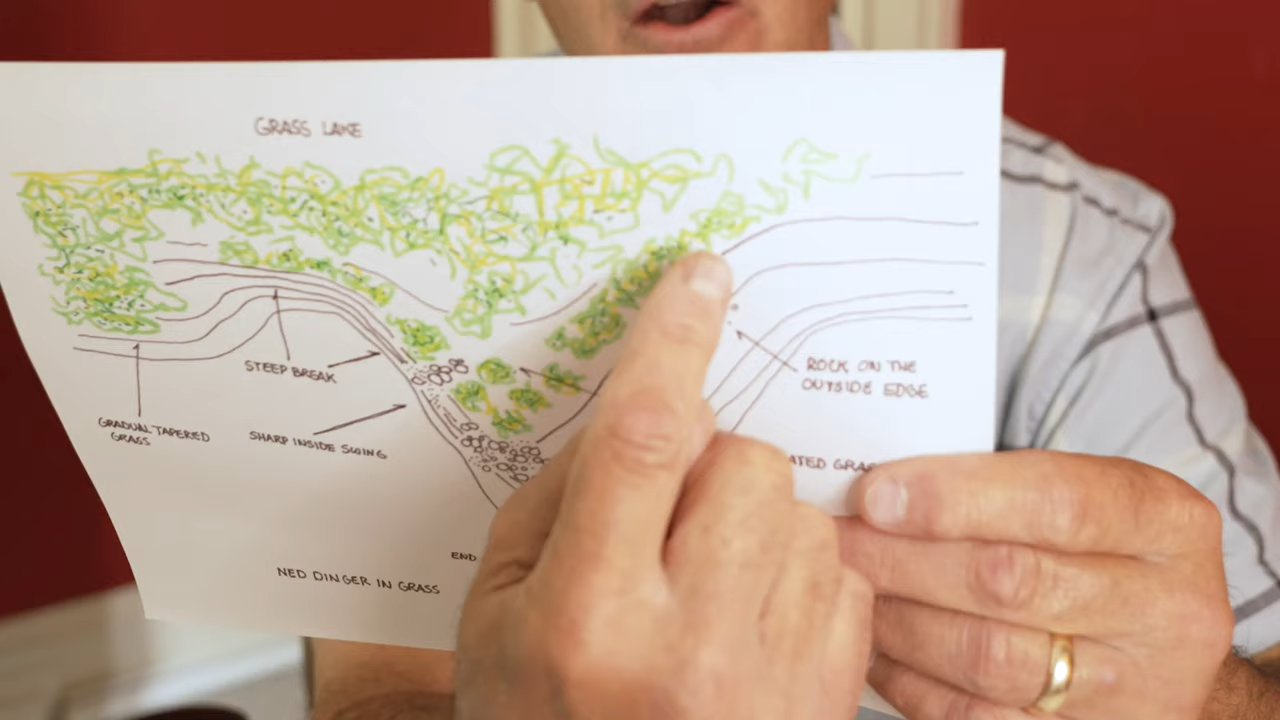 GRASS LAKE
STEEP BREAK
ROCK ON THE
OUTSIDE EDGE
GRADUAL TAPERED
GRASS
SHARP INSIDE SWING
END
NED DINGER IN GRASS